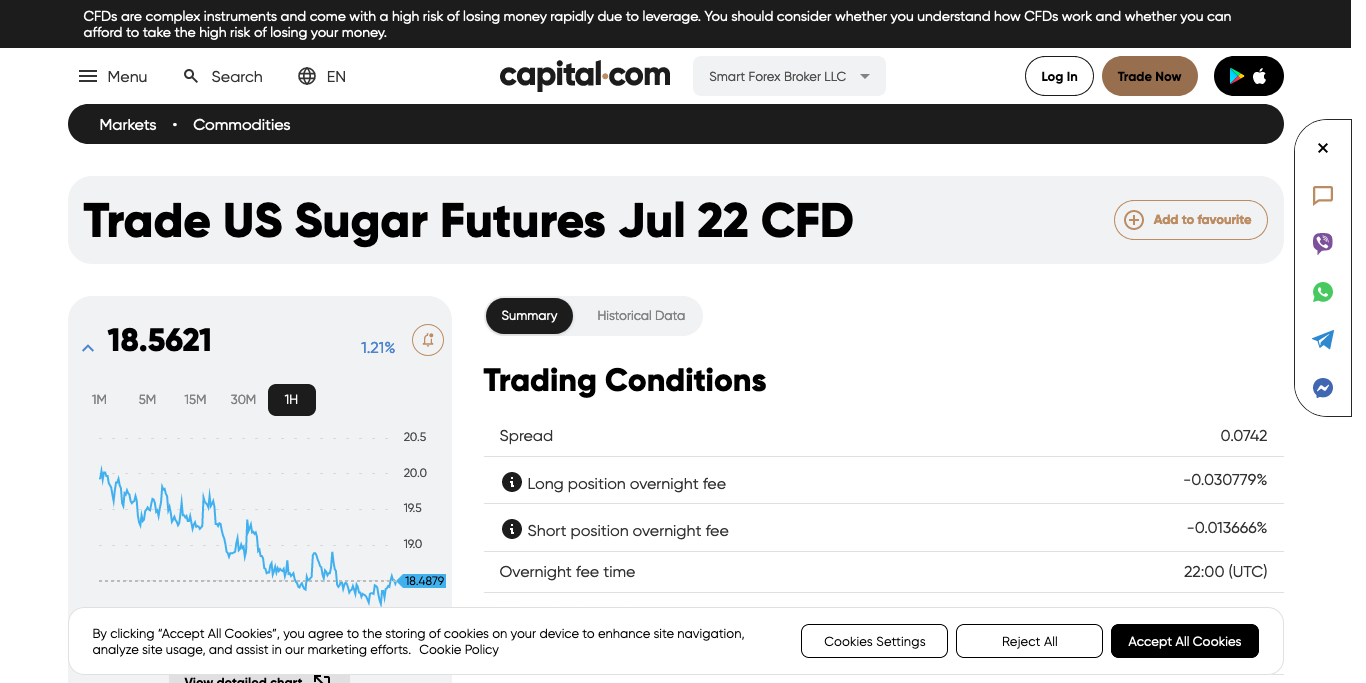 CFDs are complex instruments and come with a high risk of losing money rapidly due to leverage. You should consider whether you understand how CFDs work and whether you can
afford to take the high risk of losing your money.
Menu
Search
EN
capital.com
Smart Forex Broker LLC
Log In
Trade Now
Markets • Commodities
Trade US Sugar Futures Jul 22 CFD
Add to favourite
18.5621
1.21%
1M 5M 15M 30M 1H
20.5
20.0
19.5
19.0
18.4879
Summary
Historical Data
Trading Conditions
Spread 0.0742
Long position overnight fee -0.030779%
Short position overnight fee -0.013666%
Overnight fee time 22:00 (UTC)
By clicking “Accept All Cookies”, you agree to the storing of cookies on your device to enhance site navigation,
analyze site usage, and assist in our marketing efforts. Cookie Policy
Cookies Settings
Reject All
Accept All Cookies
View detailed chart